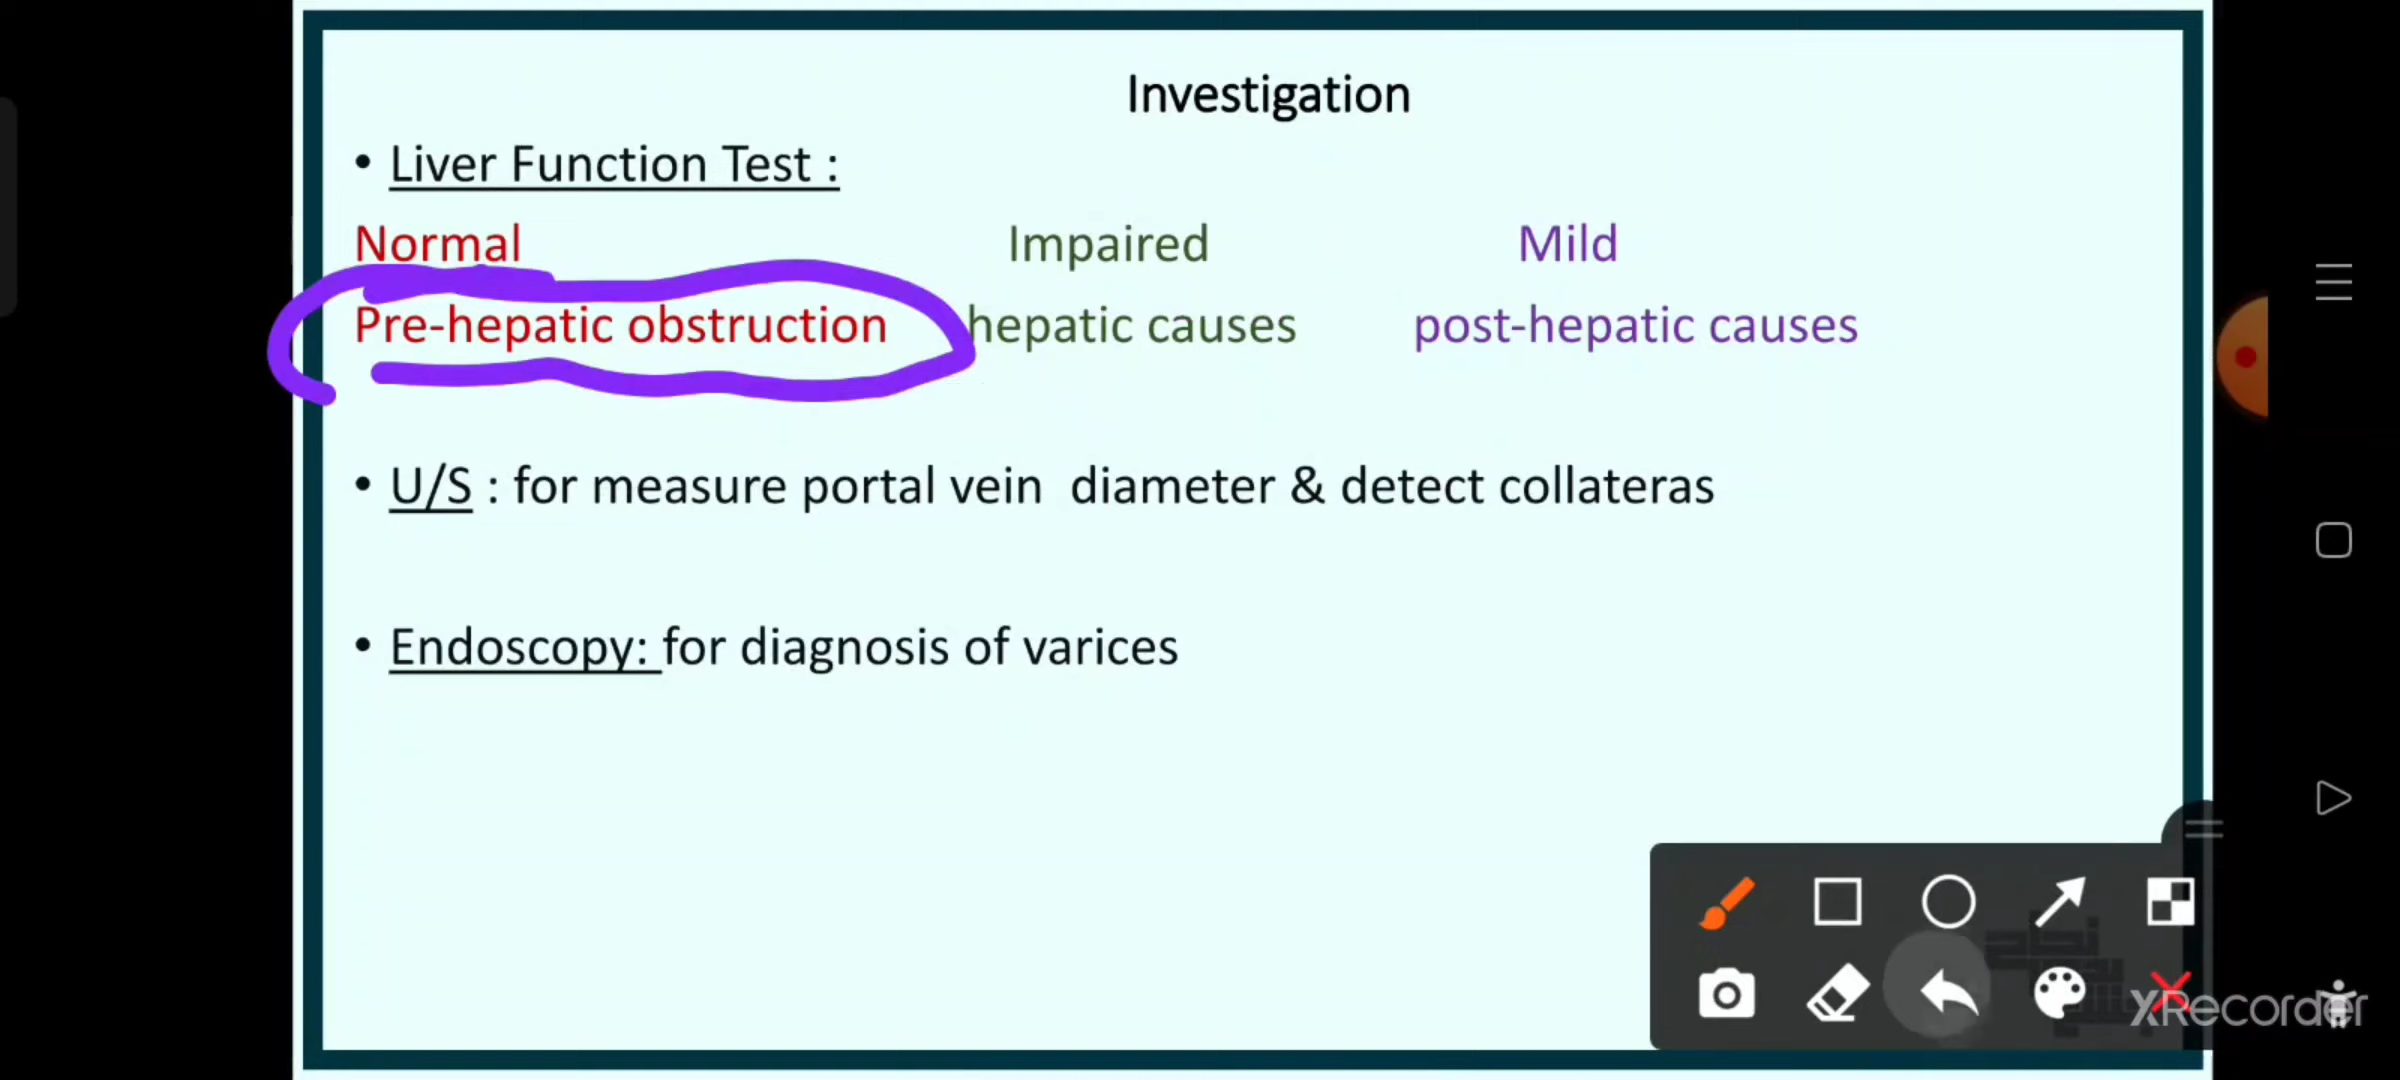 Investigation
• Liver Function Test :
Normal Impaired Mild
Pre-hepatic obstruction hepatic causes post-hepatic causes
• U/S : for measure portal vein diameter & detect collateras
• Endoscopy: for diagnosis of varices
XRecorder